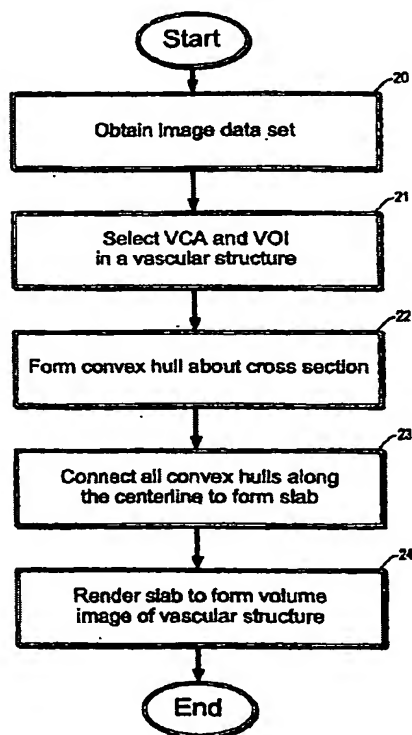 Start
20
Obtain image data set
21
Select VCA and VOI
in a vascular structure
22
Form convex hull about cross section
23
Connect all convex hulls along
the centerline to form slab
24
Render slab to form volume
image of vascular structure
End